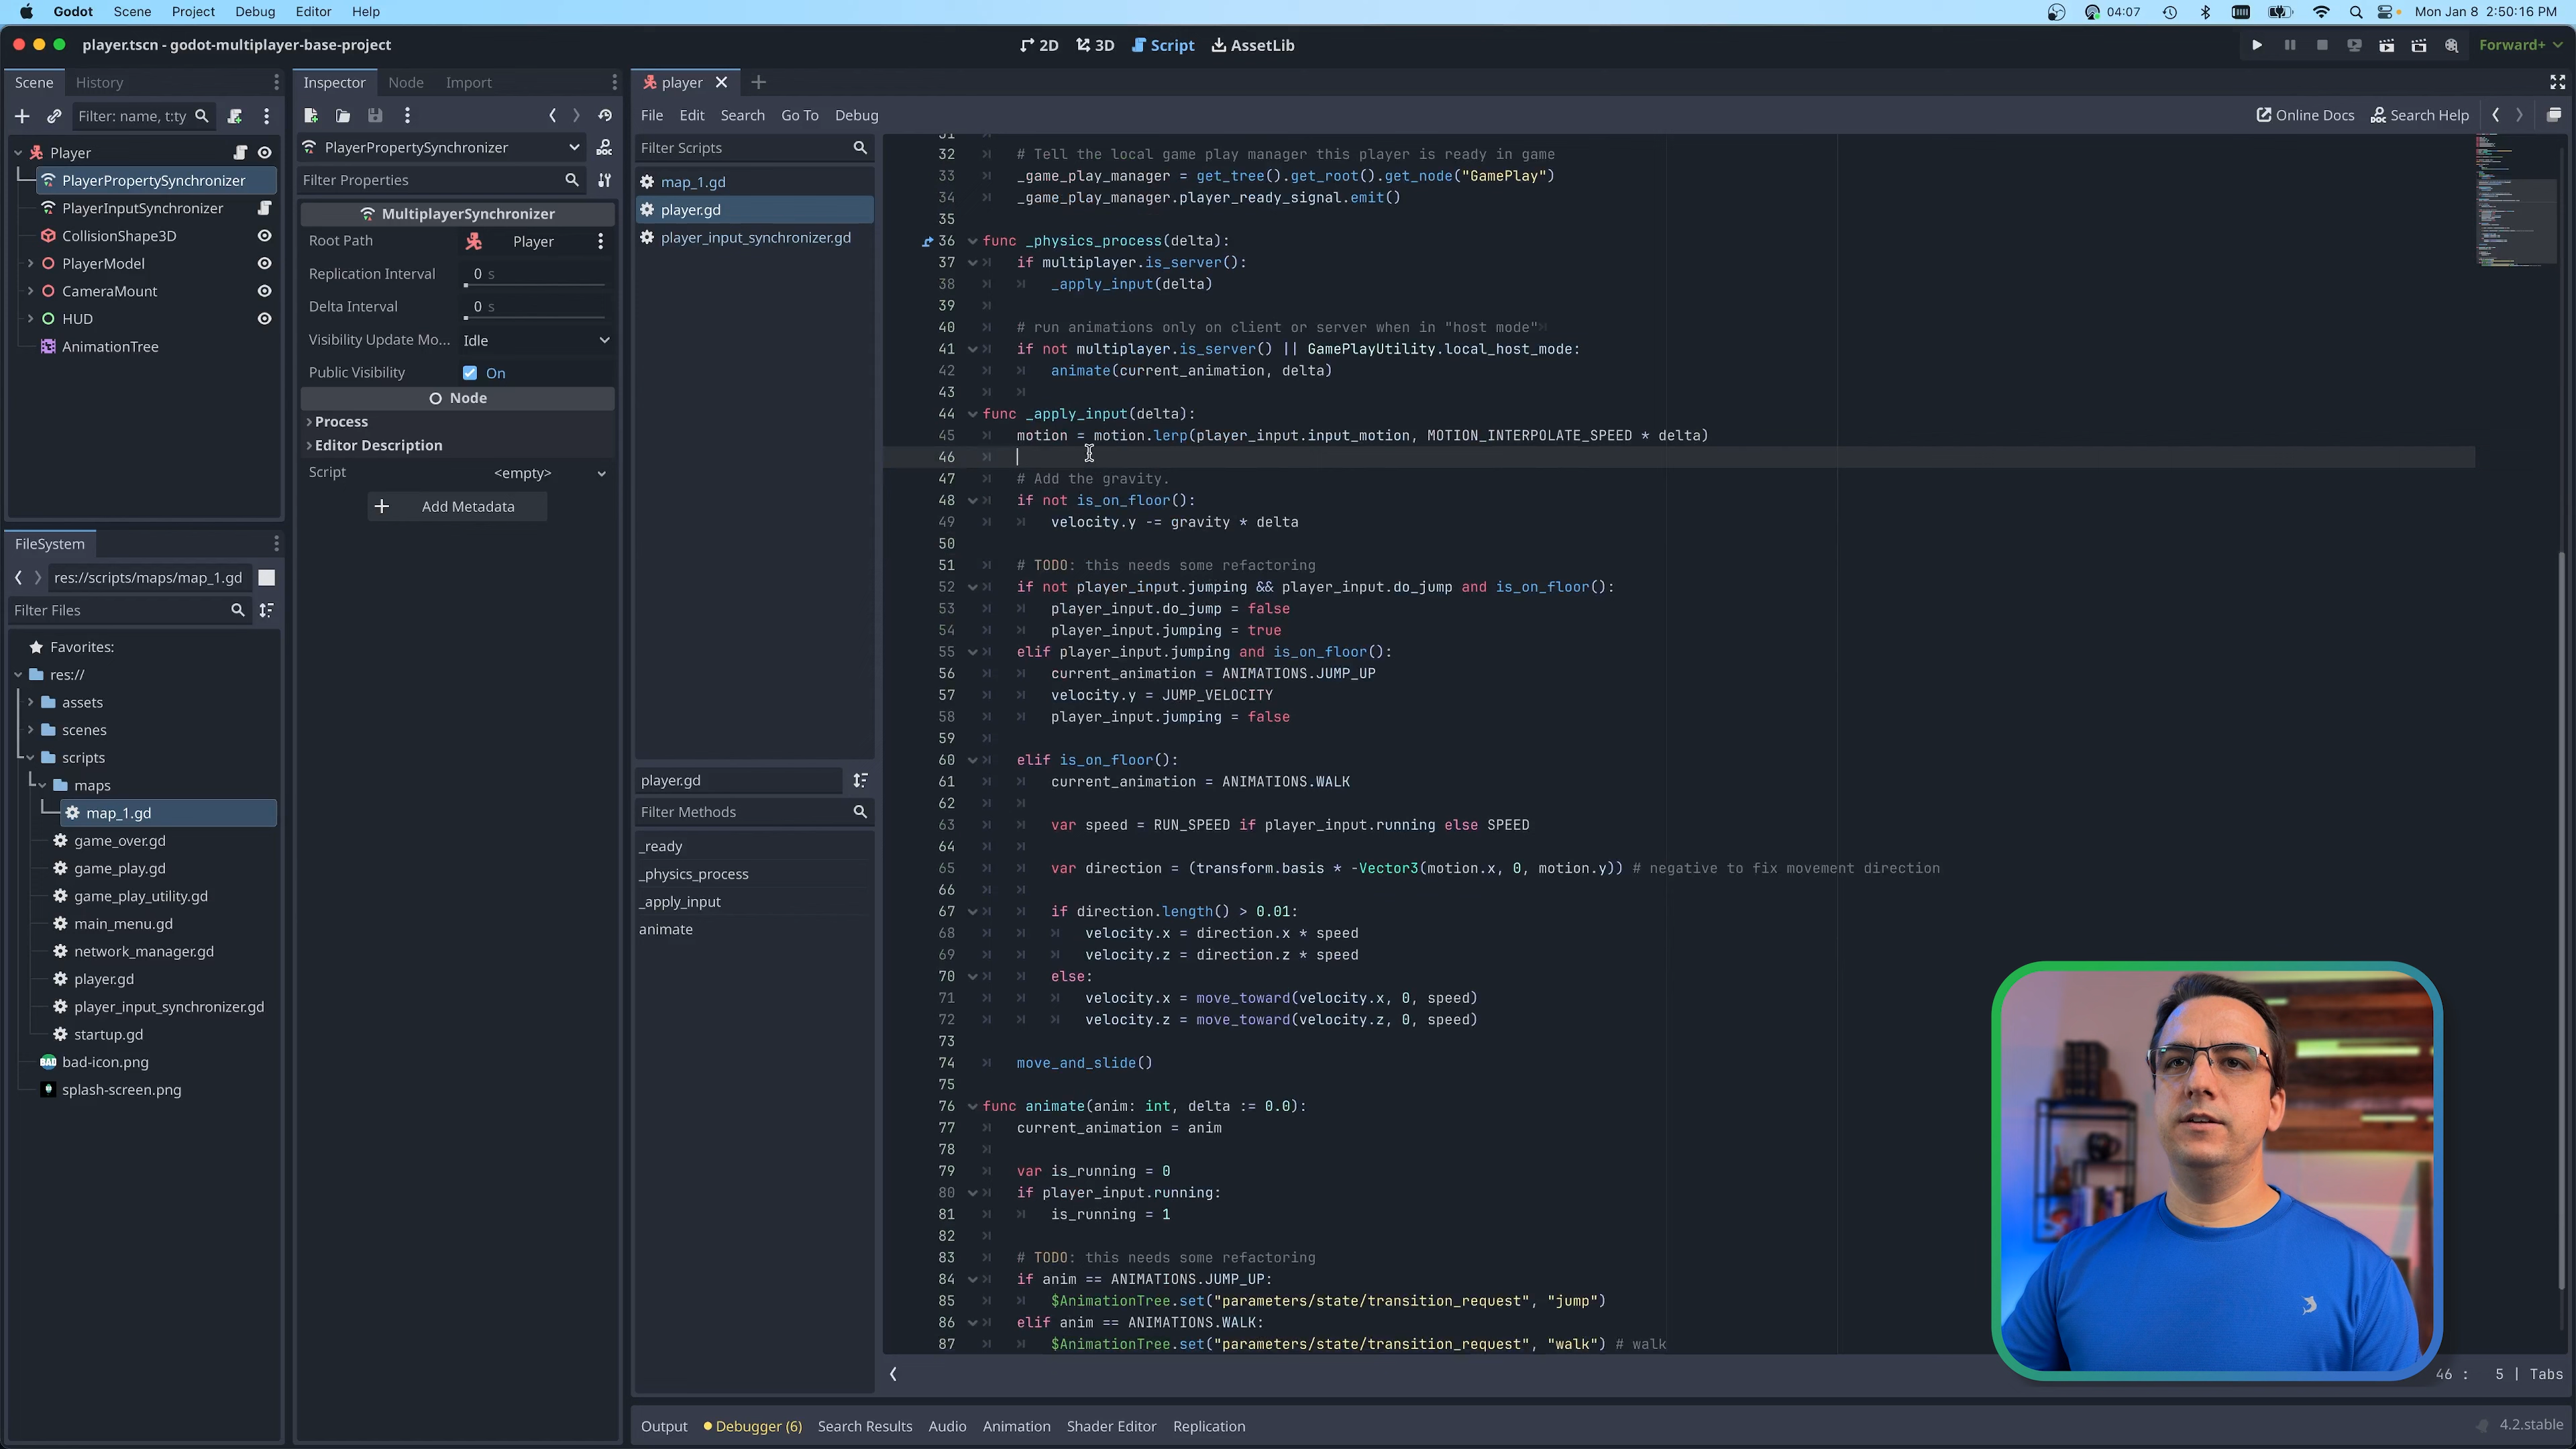 Godot Scene Project Debug Editor Help 04:07 Mon Jan 8 2:50:16 PM
player.tscn - godot-multiplayer-base-project 2D 3D Script AssetLib Forward+
Scene History
Filter: name, t:ty
Player
PlayerPropertySynchronizer
PlayerInputSynchronizer
CollisionShape3D
PlayerModel
CameraMount
HUD
AnimationTree
FileSystem
res://scripts/maps/map_1.gd
Filter Files
Favorites:
res://
assets
scenes
scripts
maps
map_1.gd
game_over.gd
game_play.gd
game_play_utility.gd
main_menu.gd
network_manager.gd
player.gd
player_input_synchronizer.gd
startup.gd
BAD bad-icon.png
splash-screen.png
Inspector Node Import
PlayerPropertySynchronizer
Filter Properties
MultiplayerSynchronizer
Root Path Player
Replication Interval 0 s
Delta Interval 0 s
Visibility Update Mo... Idle
Public Visibility On
Node
Process
Editor Description
Script <empty>
Add Metadata
player
File Edit Search Go To Debug Online Docs Search Help
Filter Scripts
map_1.gd
player.gd
player_input_synchronizer.gd
player.gd
Filter Methods
_ready
_physics_process
_apply_input
animate
31
32 # Tell the local game play manager this player is ready in game
33 _game_play_manager = get_tree().get_root().get_node("GamePlay")
34 _game_play_manager.player_ready_signal.emit()
35
36 func _physics_process(delta):
37 if multiplayer.is_server():
38 _apply_input(delta)
39
40 # run animations only on client or server when in "host mode"
41 if not multiplayer.is_server() || GamePlayUtility.local_host_mode:
42 animate(current_animation, delta)
43
44 func _apply_input(delta):
45 motion = motion.lerp(player_input.input_motion, MOTION_INTERPOLATE_SPEED * delta)
46
47 # Add the gravity.
48 if not is_on_floor():
49 velocity.y -= gravity * delta
50
51 # TODO: this needs some refactoring
52 if not player_input.jumping && player_input.do_jump and is_on_floor():
53 player_input.do_jump = false
54 player_input.jumping = true
55 elif player_input.jumping and is_on_floor():
56 current_animation = ANIMATIONS.JUMP_UP
57 velocity.y = JUMP_VELOCITY
58 player_input.jumping = false
59
60 elif is_on_floor():
61 current_animation = ANIMATIONS.WALK
62
63 var speed = RUN_SPEED if player_input.running else SPEED
64
65 var direction = (transform.basis * -Vector3(motion.x, 0, motion.y)) # negative to fix movement direction
66
67 if direction.length() > 0.01:
68 velocity.x = direction.x * speed
69 velocity.z = direction.z * speed
70 else:
71 velocity.x = move_toward(velocity.x, 0, speed)
72 velocity.z = move_toward(velocity.z, 0, speed)
73
74 move_and_slide()
75
76 func animate(anim: int, delta := 0.0):
77 current_animation = anim
78
79 var is_running = 0
80 if player_input.running:
81 is_running = 1
82
83 # TODO: this needs some refactoring
84 if anim == ANIMATIONS.JUMP_UP:
85 $AnimationTree.set("parameters/state/transition_request", "jump")
86 elif anim == ANIMATIONS.WALK:
87 $AnimationTree.set("parameters/state/transition_request", "walk") # walk
46 : 5 | Tabs
Output Debugger (6) Search Results Audio Animation Shader Editor Replication 4.2.stable